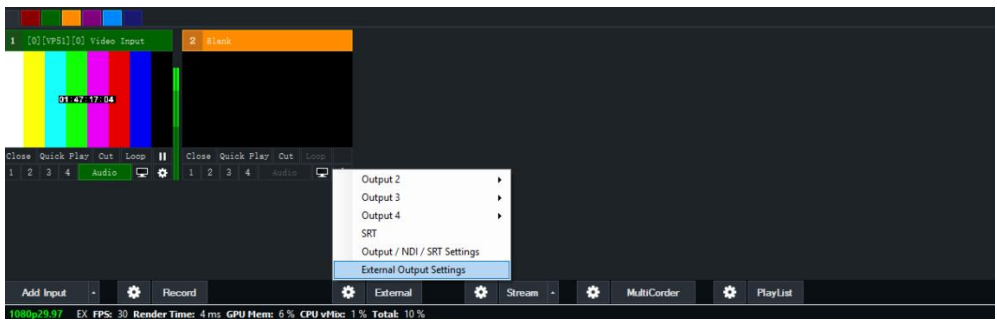 1 [0][VP51][0] Video Input
2 Blank
01:47:17:04
Close Quick Play Cut Loop
Close Quick Play Cut Loop
1 2 3 4 Audio
1 2 3 4 Audio
Output 2
Output 3
Output 4
SRT
Output / NDI / SRT Settings
External Output Settings
Add Input Record External Stream MultiCorder PlayList
1080p29.97 EX FPS: 30 Render Time: 4 ms GPU Mem: 6 % CPU vMix: 1 % Total: 10 %